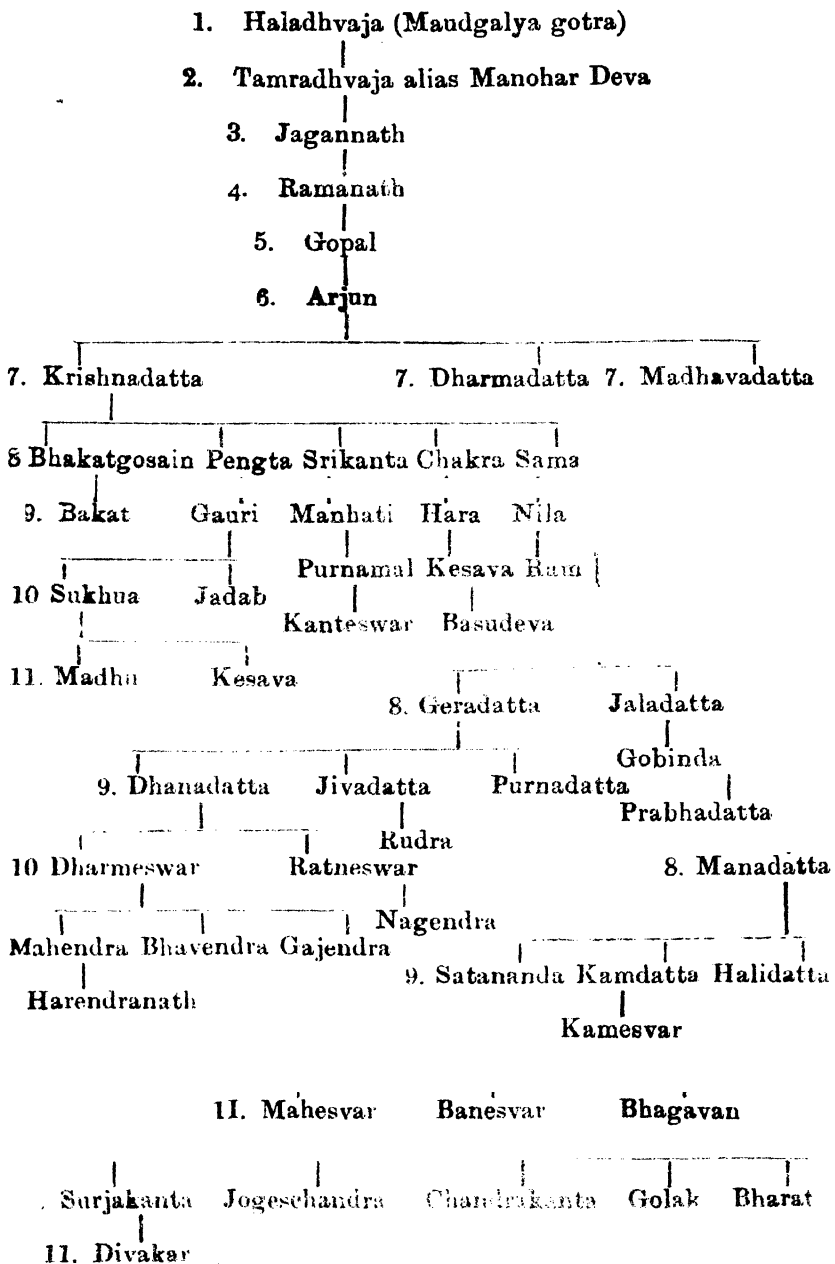 1. Haladhvaja (Maudgalya gotra)
2. Tamradhvaja alias Manohar Deva
3. Jagannath
4. Ramanath
5. Gopal
6. Arjun
7. Krishnadatta 7. Dharmadatta 7. Madhavadatta
8 Bhakatgosain Pengta Srikanta Chakra Sama
9. Bakat Gauri Manhati Hara Nila
Purnamal Kesava Ram
10 Sukhua Jadab
Kanteswar Basudeva
11. Madhu Kesava
8. Geradatta Jaladatta
Gobinda
9. Dhanadatta Jivadatta Purnadatta
Prabhadatta
Rudra
10 Dharmeswar Ratneswar 8. Manadatta
Nagendra
Mahendra Bhavendra Gajendra
9. Satananda Kamdatta Halidatta
Harendranath
Kamesvar
11. Mahesvar Banesvar Bhagavan
Surjakanta Jogeschandra Chandrakanta Golak Bharat
11. Divakar